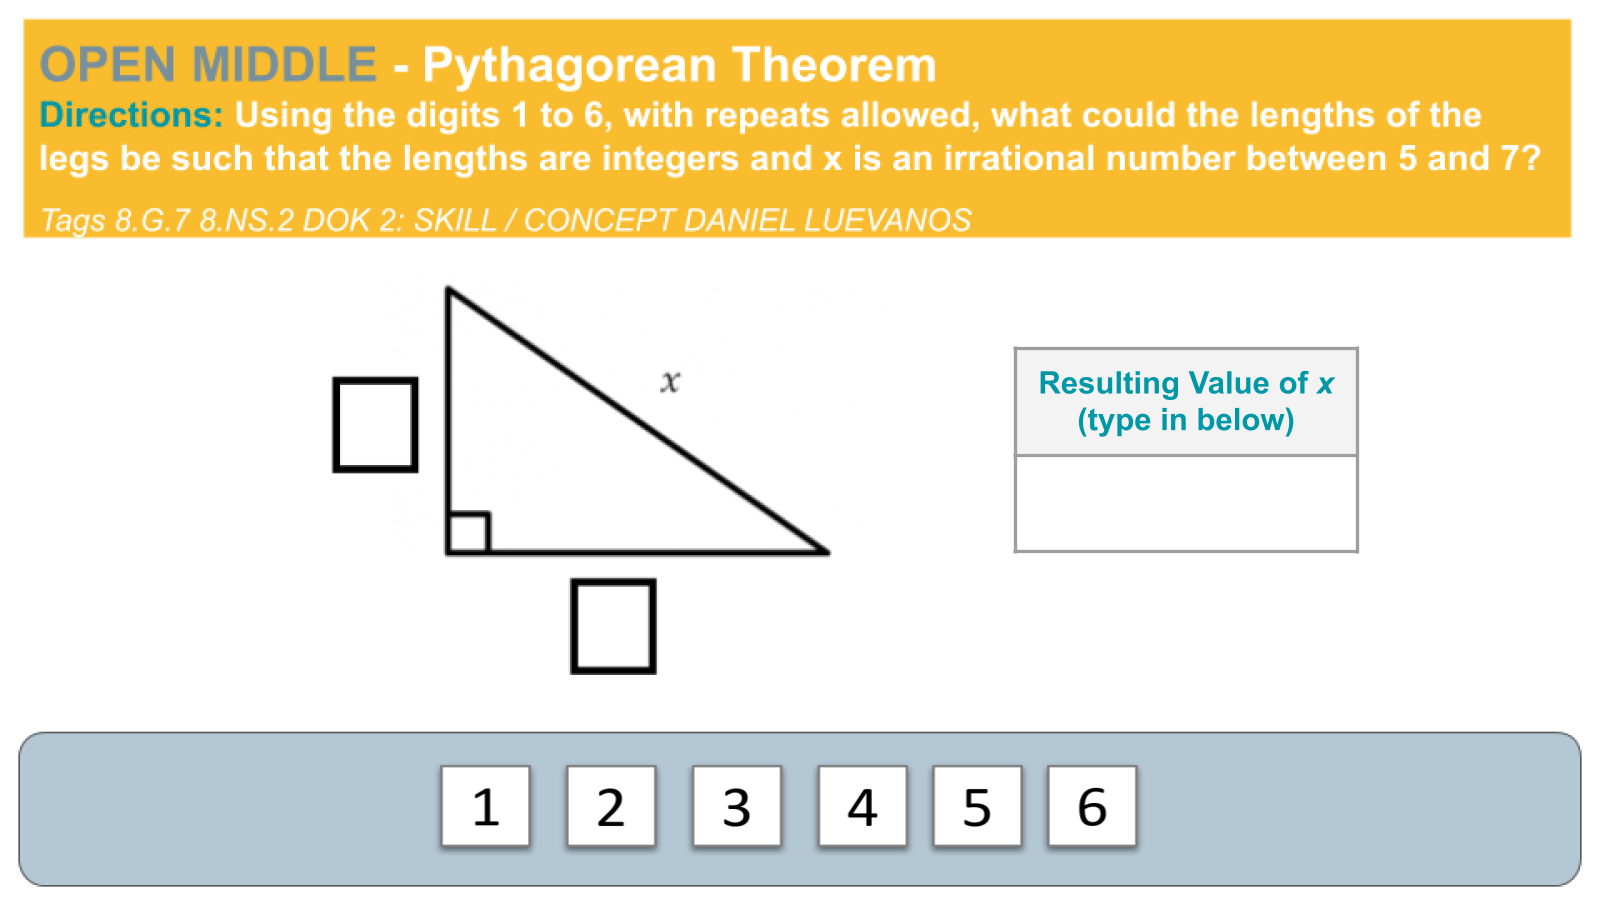 OPEN MIDDLE - Pythagorean Theorem
Directions: Using the digits 1 to 6, with repeats allowed, what could the lengths of the
legs be such that the lengths are integers and x is an irrational number between 5 and 7?
Tags 8.G.7 8.NS.2 DOK 2: SKILL / CONCEPT DANIEL LUEVANOS
x
Resulting Value of x
(type in below)
1 2 3 4 5 6